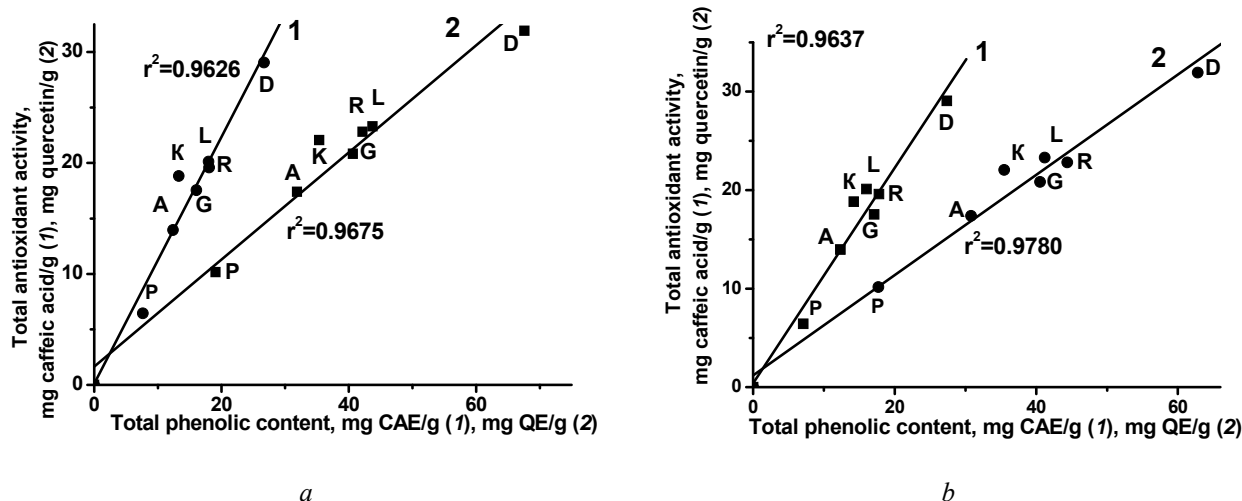 Total antioxidant activity,
mg caffeic acid/g (1), mg quercetin/g (2)
30
20
10
0
0
20
40
60
1
2
r²=0.9626
r²=0.9675
D
D
K
L
R
A
G
P
R
L
K
G
A
P
Total phenolic content, mg CAE/g (1), mg QE/g (2)
a
Total antioxidant activity,
mg caffeic acid/g (1), mg quercetin/g (2)
30
20
10
0
0
20
40
60
r²=0.9637
1
2
r²=0.9780
D
D
K
L
R
A
G
P
K
L
R
G
A
P
Total phenolic content, mg CAE/g (1), mg QE/g (2)
b